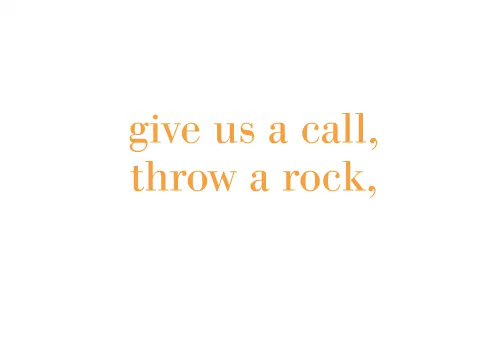 give us a call,
throw a rock,